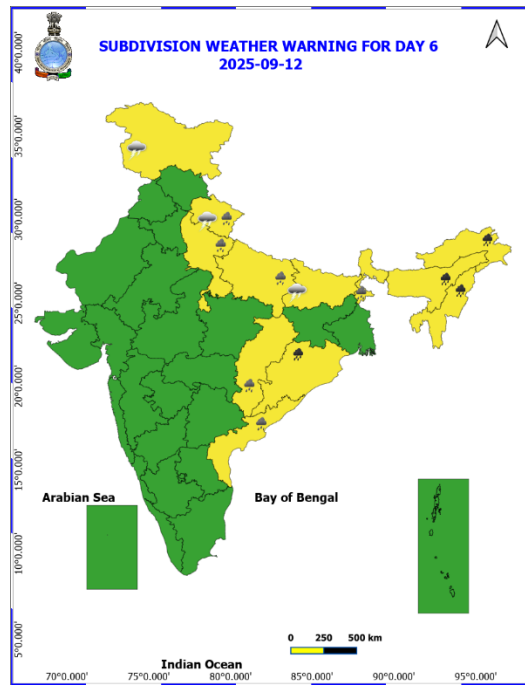 SUBDIVISION WEATHER WARNING FOR DAY 6
2025-09-12
40°0.000'
35°0.000'
30°0.000'
25°0.000'
20°0.000'
15°0.000'
10°0.000'
5°0.000'
Arabian Sea
Bay of Bengal
0 250 500 km
Indian Ocean
70°0.000' 75°0.000' 80°0.000' 85°0.000' 90°0.000' 95°0.000'